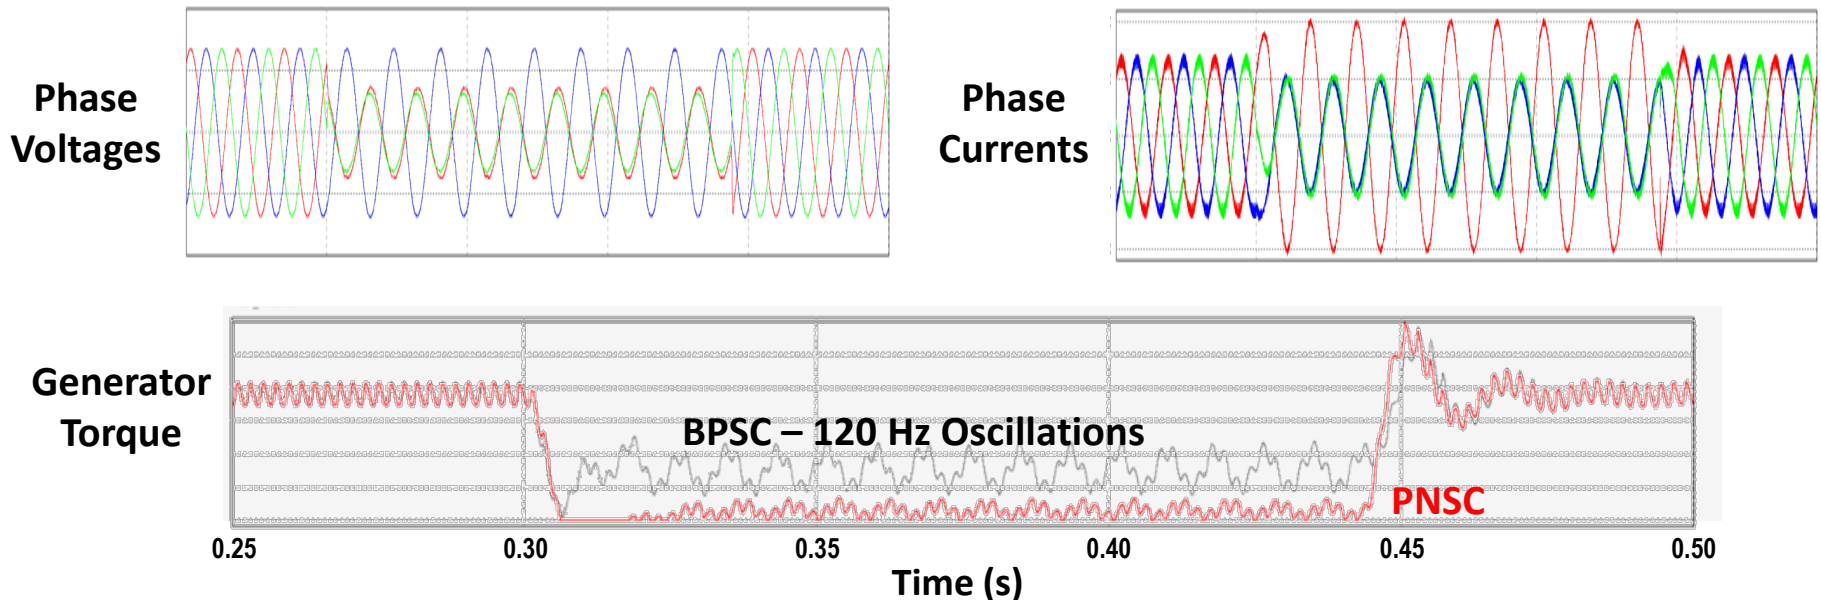 Phase
Voltages
Phase
Currents
Generator
Torque
BPSC – 120 Hz Oscillations
PNSC
0.25 0.30 0.35 0.40 0.45 0.50
Time (s)